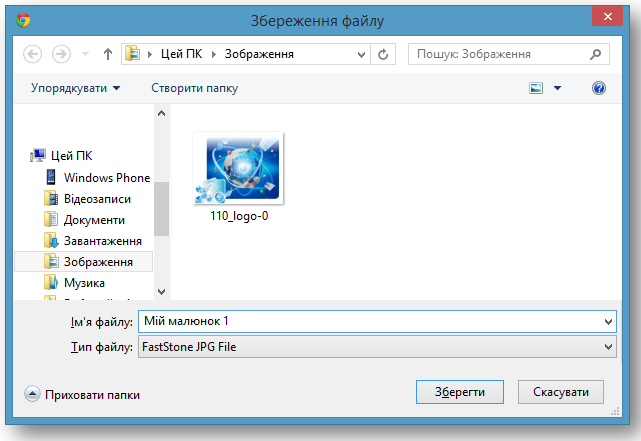 Збереження файлу
Цей ПК Зображення
Пошук: Зображення
Упорядкувати Створити папку
Цей ПК
Windows Phone
Відеозаписи
Документи
Завантаження
Зображення
Музика
110_logo-0
Ім'я файлу: Мій малюнок 1
Тип файлу: FastStone JPG File
Приховати папки
Зберегти
Скасувати